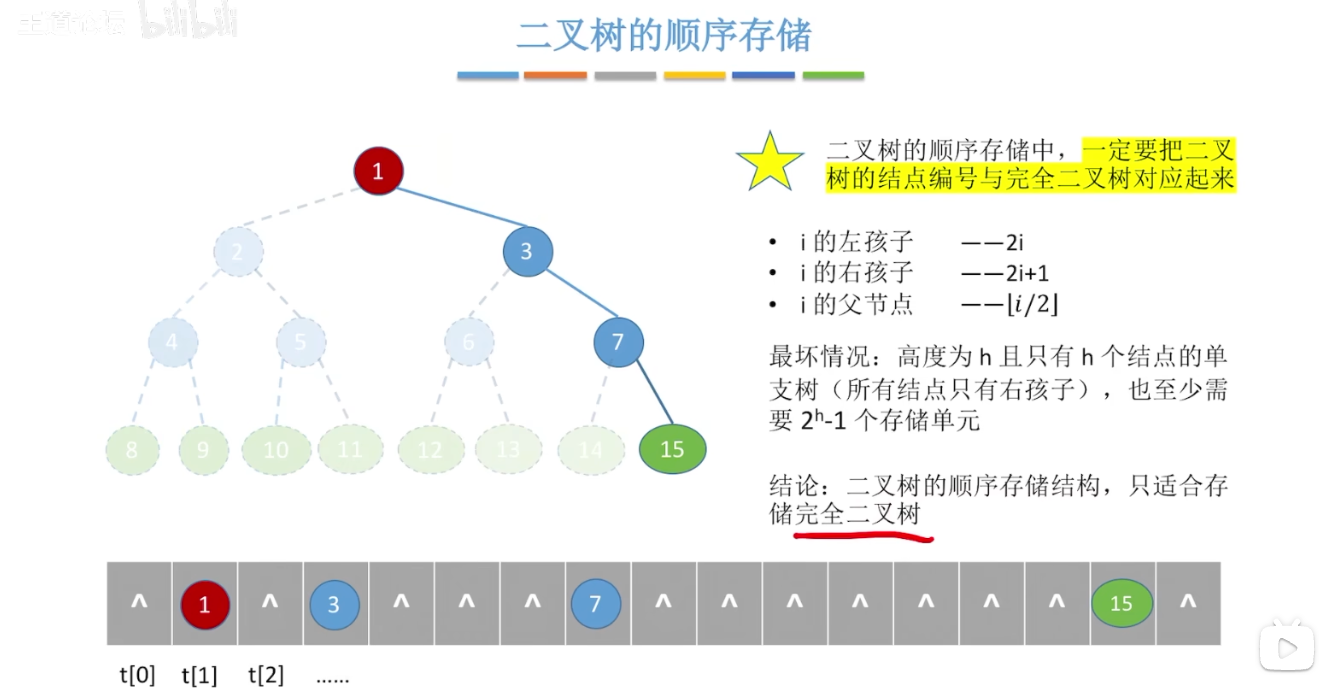 王道论坛 bilibili
二叉树的顺序存储
1
2
3
4
5
6
7
8
9
10
11
12
13
14
15
二叉树的顺序存储中，一定要把二叉
树的结点编号与完全二叉树对应起来
• i 的左孩子 ——2i
• i 的右孩子 ——2i+1
• i 的父节点 ——⌊i/2⌋
最坏情况：高度为 h 且只有 h 个结点的单
支树（所有结点只有右孩子），也至少需
要 2ʰ-1 个存储单元
结论：二叉树的顺序存储结构，只适合存
储完全二叉树
^ 1 ^ 3 ^ ^ ^ 7 ^ ^ ^ ^ ^ ^ ^ 15 ^
t[0] t[1] t[2] ......